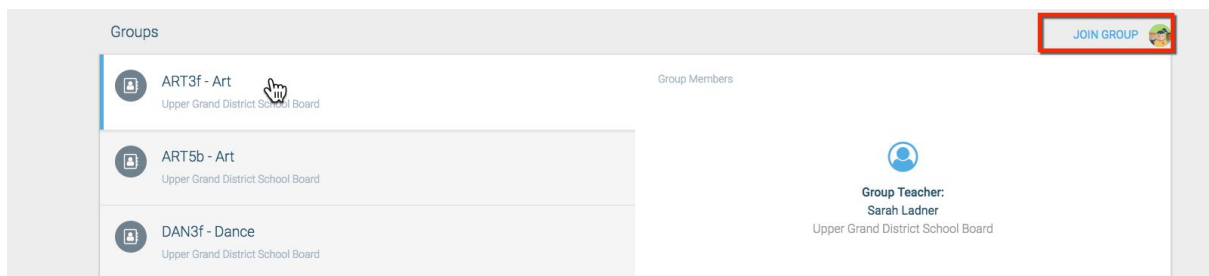 Groups
JOIN GROUP
ART3f - Art
Upper Grand District School Board
Group Members
ART5b - Art
Upper Grand District School Board
Group Teacher:
Sarah Ladner
Upper Grand District School Board
DAN3f - Dance
Upper Grand District School Board